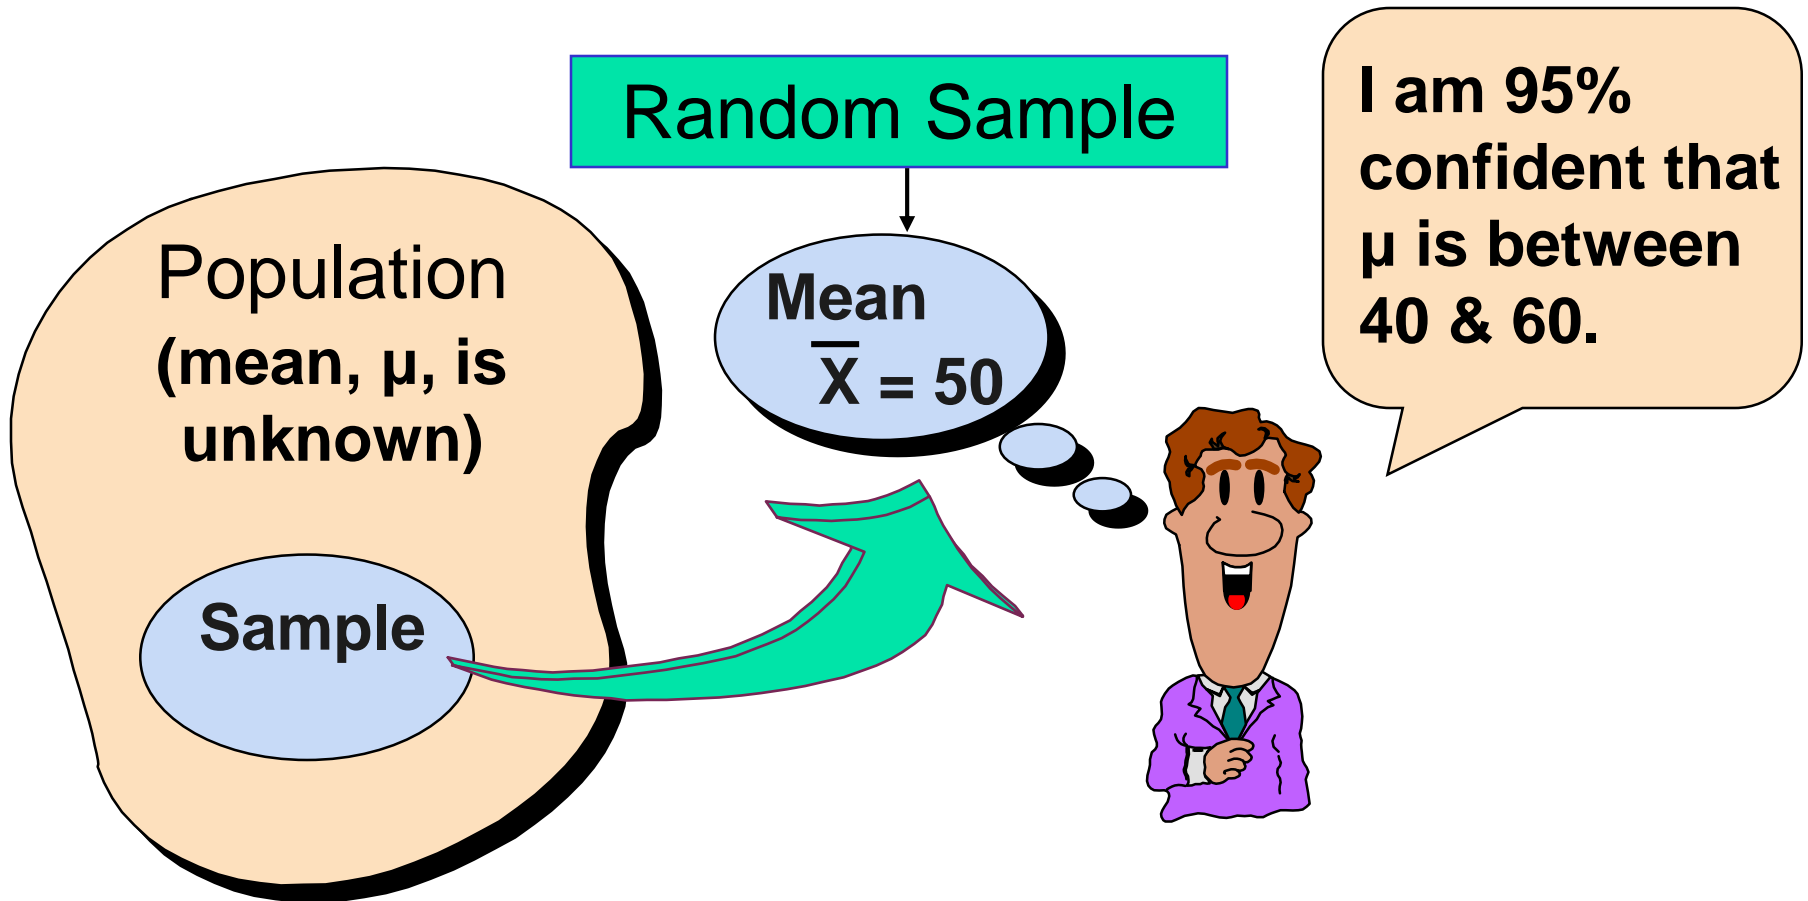 Random Sample
Population
(mean, μ, is
unknown)
Sample
Mean
X̅ = 50
I am 95%
confident that
μ is between
40 & 60.